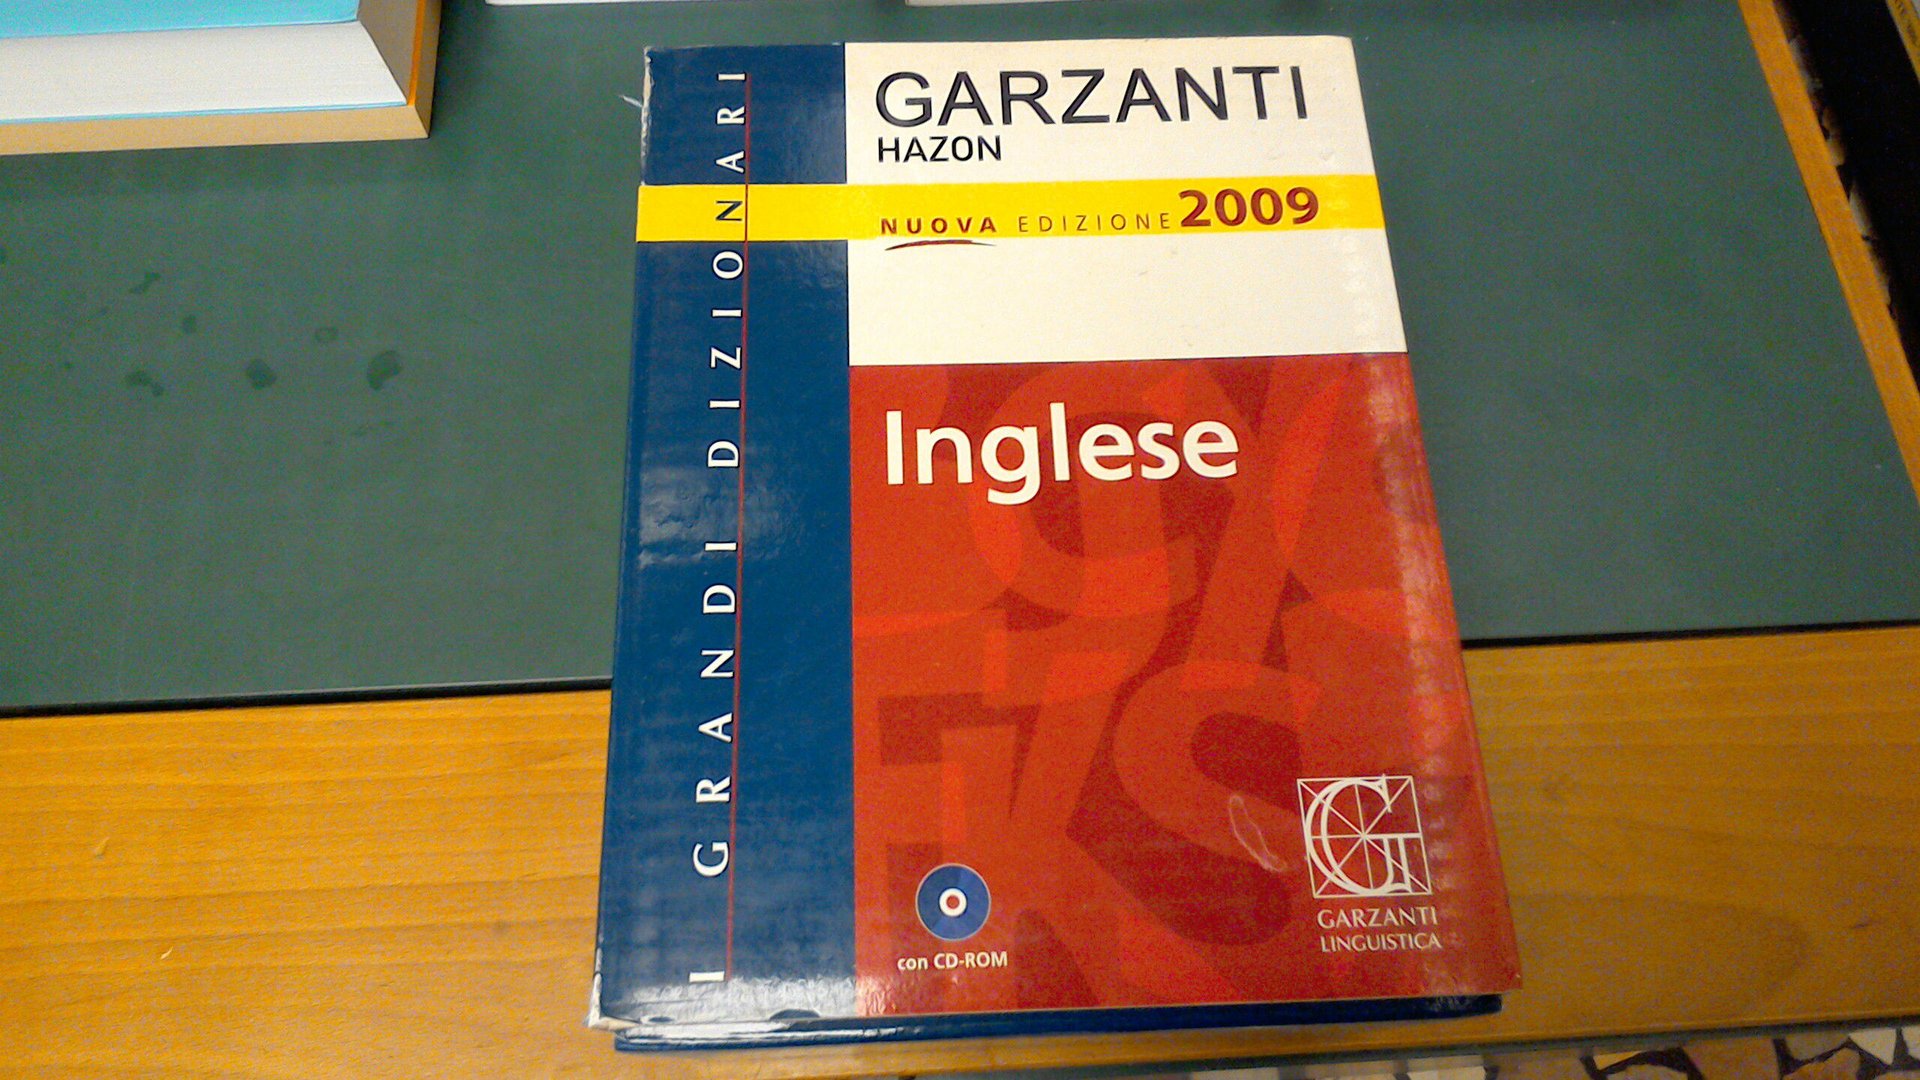 I GRANDI DIZIONARI
GARZANTI
HAZON
NUOVA EDIZIONE 2009
Inglese
con CD-ROM
GARZANTI
LINGUISTICA